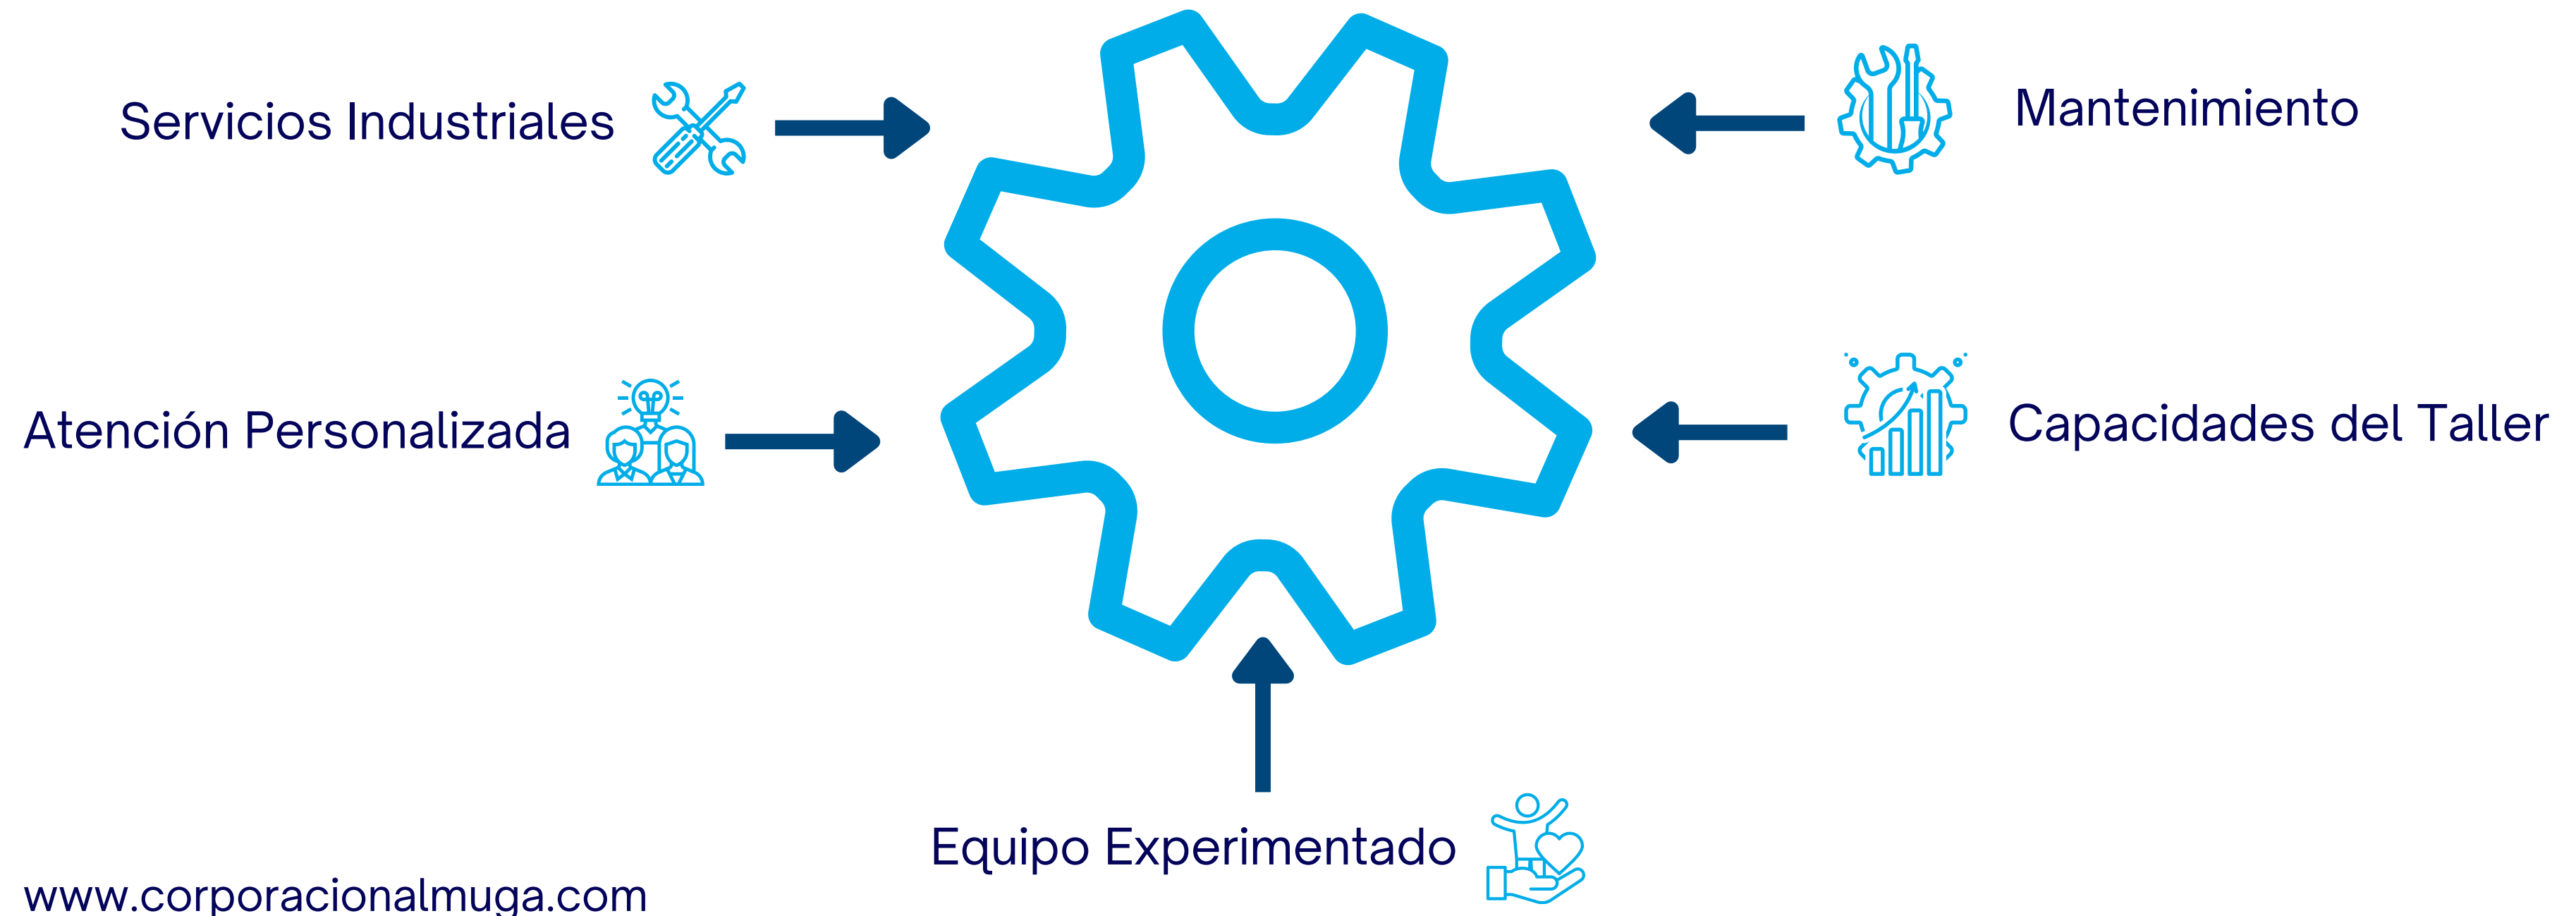 Servicios Industriales
Mantenimiento
Atención Personalizada
Capacidades del Taller
Equipo Experimentado
www.corporacionalmuga.com